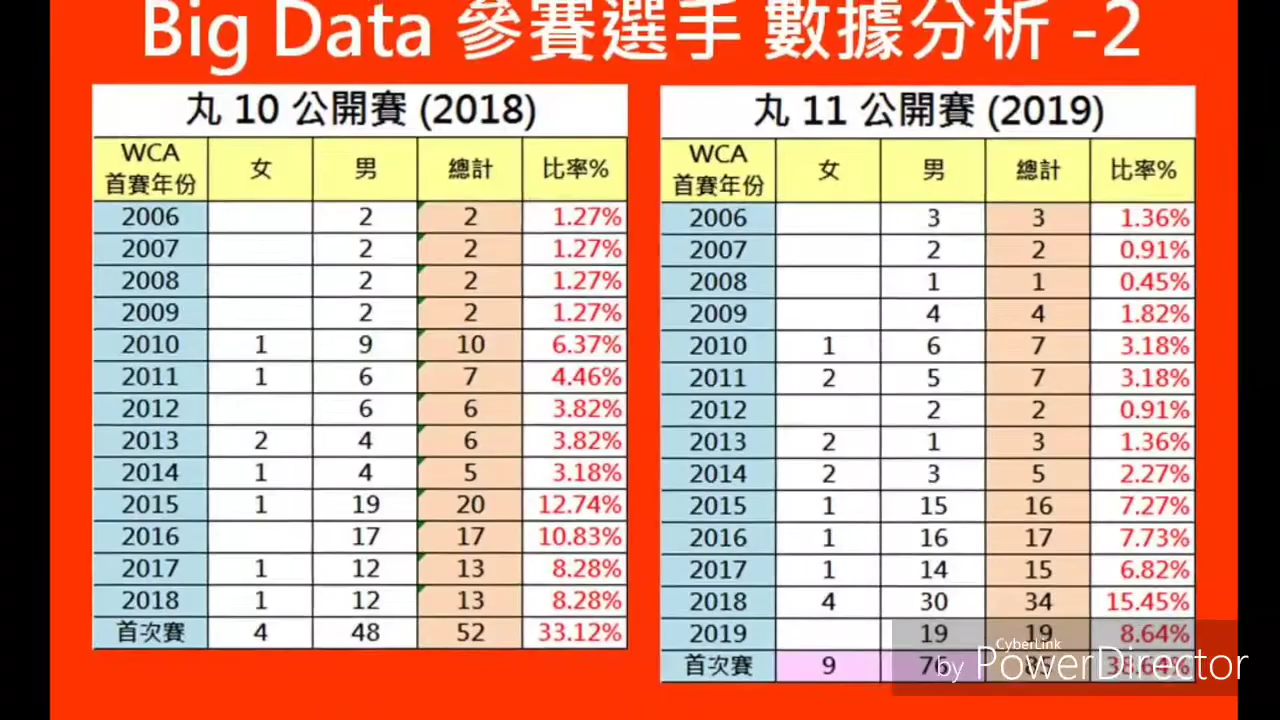 Big Data 參賽選手 數據分析 -2
丸 10 公開賽 (2018)
WCA 首賽年份 女 男 總計 比率%
2006 2 2 1.27%
2007 2 2 1.27%
2008 2 2 1.27%
2009 2 2 1.27%
2010 1 9 10 6.37%
2011 1 6 7 4.46%
2012 6 6 3.82%
2013 2 4 6 3.82%
2014 1 4 5 3.18%
2015 1 19 20 12.74%
2016 17 17 10.83%
2017 1 12 13 8.28%
2018 1 12 13 8.28%
首次賽 4 48 52 33.12%
丸 11 公開賽 (2019)
WCA 首賽年份 女 男 總計 比率%
2006 3 3 1.36%
2007 2 2 0.91%
2008 1 1 0.45%
2009 4 4 1.82%
2010 1 6 7 3.18%
2011 2 5 7 3.18%
2012 2 2 0.91%
2013 2 1 3 1.36%
2014 2 3 5 2.27%
2015 1 15 16 7.27%
2016 1 16 17 7.73%
2017 1 14 15 6.82%
2018 4 30 34 15.45%
2019 19 19 8.64%
首次賽 9 76 85 38.64%
CyberLink
by PowerDirector